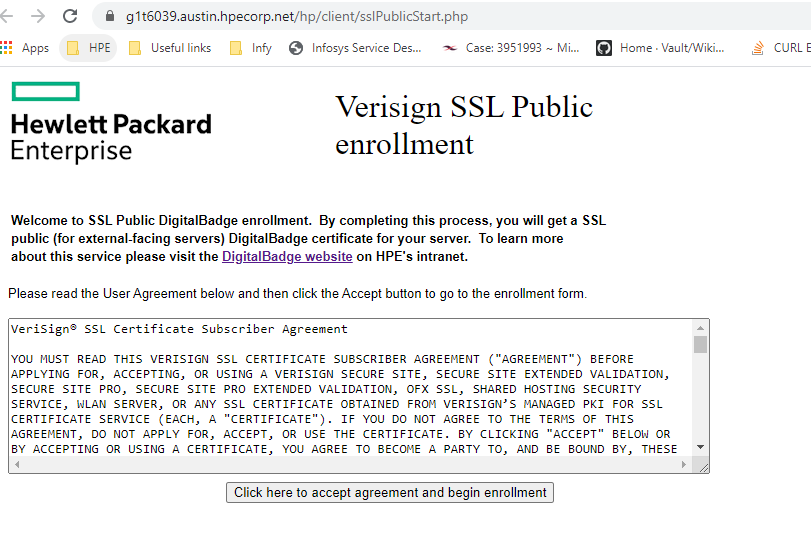 g1t6039.austin.hpecorp.net/hp/client/sslPublicStart.php
Apps HPE Useful links Infy Infosys Service Des... Case: 3951993 ~ Mi... Home · Vault/Wiki... CURL E
Hewlett Packard
Enterprise
Verisign SSL Public
enrollment
Welcome to SSL Public DigitalBadge enrollment. By completing this process, you will get a SSL
public (for external-facing servers) DigitalBadge certificate for your server. To learn more
about this service please visit the DigitalBadge website on HPE's intranet.
Please read the User Agreement below and then click the Accept button to go to the enrollment form.
VeriSign® SSL Certificate Subscriber Agreement
YOU MUST READ THIS VERISIGN SSL CERTIFICATE SUBSCRIBER AGREEMENT ("AGREEMENT") BEFORE
APPLYING FOR, ACCEPTING, OR USING A VERISIGN SECURE SITE, SECURE SITE EXTENDED VALIDATION,
SECURE SITE PRO, SECURE SITE PRO EXTENDED VALIDATION, OFX SSL, SHARED HOSTING SECURITY
SERVICE, WLAN SERVER, OR ANY SSL CERTIFICATE OBTAINED FROM VERISIGN’S MANAGED PKI FOR SSL
CERTIFICATE SERVICE (EACH, A "CERTIFICATE"). IF YOU DO NOT AGREE TO THE TERMS OF THIS
AGREEMENT, DO NOT APPLY FOR, ACCEPT, OR USE THE CERTIFICATE. BY CLICKING "ACCEPT" BELOW OR
BY ACCEPTING OR USING A CERTIFICATE, YOU AGREE TO BECOME A PARTY TO, AND BE BOUND BY, THESE
Click here to accept agreement and begin enrollment